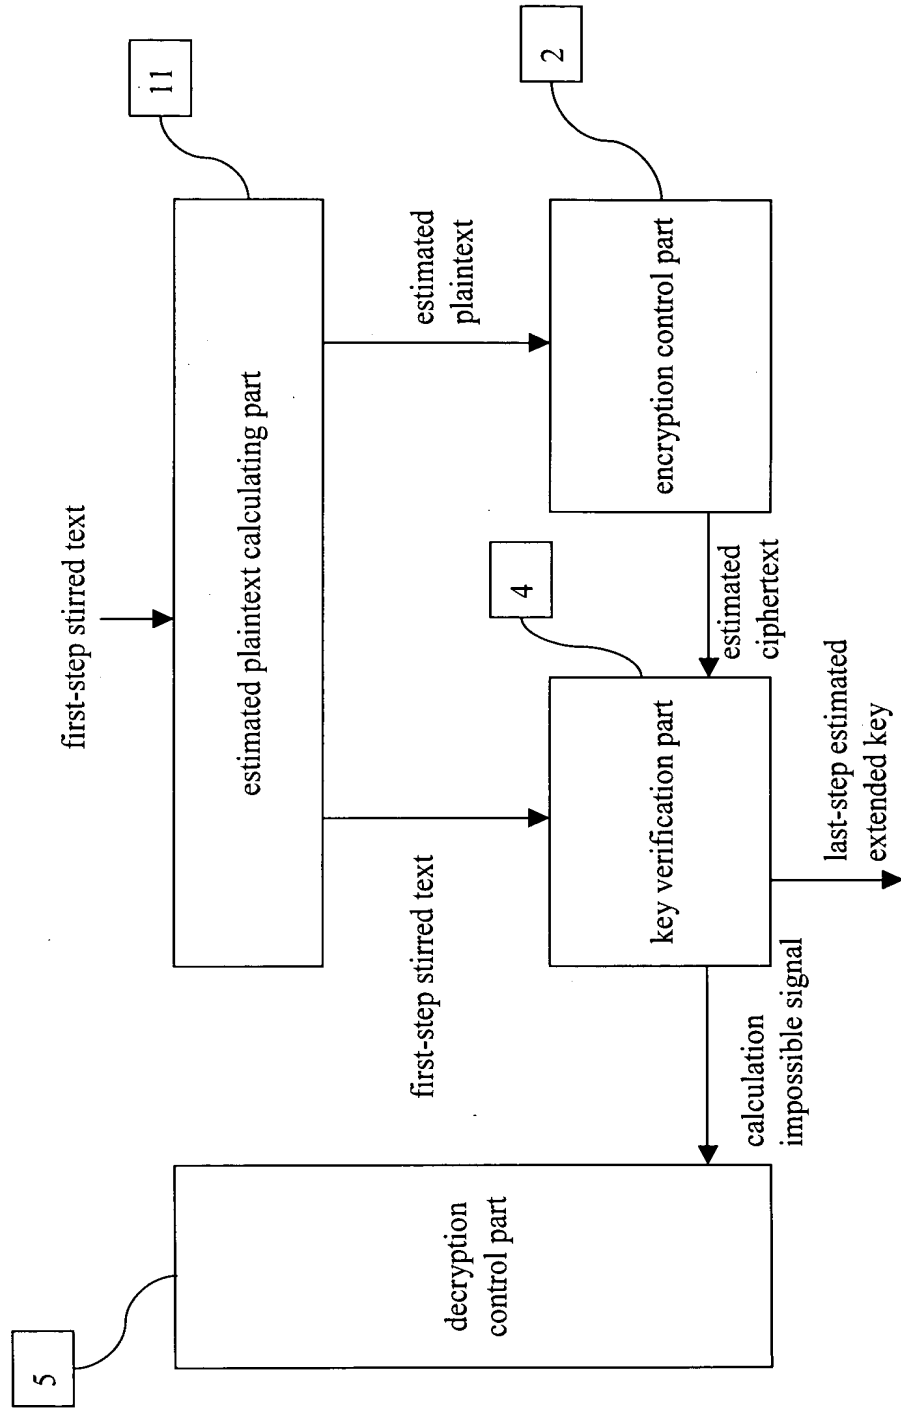 5
decryption
control part
calculation
impossible signal
first-step stirred text
11
estimated plaintext calculating part
first-step stirred text
estimated
plaintext
4
key verification part
2
encryption control part
estimated
ciphertext
last-step estimated
extended key